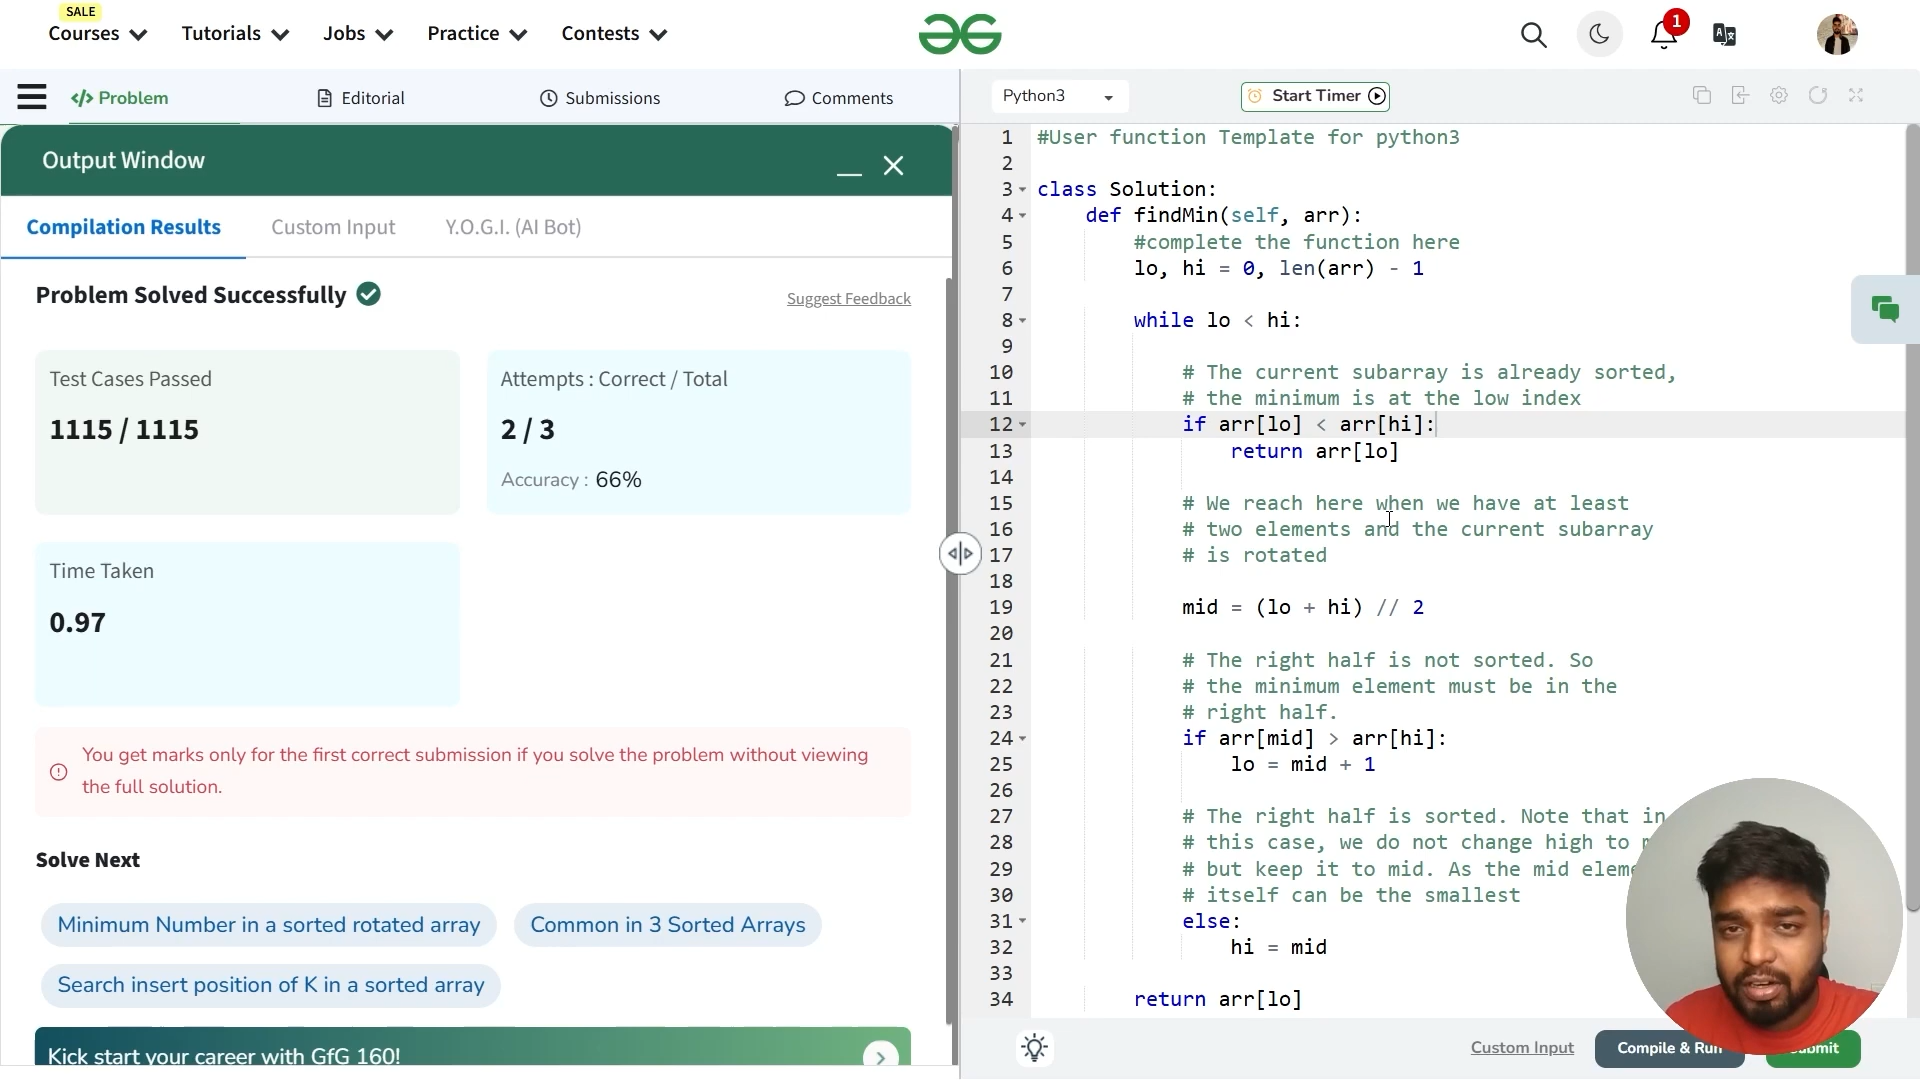 SALE
Courses Tutorials Jobs Practice Contests
1
Problem Editorial Submissions Comments
Python3 Start Timer
Output Window
Compilation Results Custom Input Y.O.G.I. (AI Bot)
Problem Solved Successfully Suggest Feedback
Test Cases Passed
1115 / 1115
Attempts : Correct / Total
2 / 3
Accuracy : 66%
Time Taken
0.97
You get marks only for the first correct submission if you solve the problem without viewing
the full solution.
Solve Next
Minimum Number in a sorted rotated array Common in 3 Sorted Arrays
Search insert position of K in a sorted array
Kick start your career with GfG 160!
1 #User function Template for python3
2
3 class Solution:
4 def findMin(self, arr):
5 #complete the function here
6 lo, hi = 0, len(arr) - 1
7
8 while lo < hi:
9
10 # The current subarray is already sorted,
11 # the minimum is at the low index
12 if arr[lo] < arr[hi]:
13 return arr[lo]
14
15 # We reach here when we have at least
16 # two elements and the current subarray
17 # is rotated
18
19 mid = (lo + hi) // 2
20
21 # The right half is not sorted. So
22 # the minimum element must be in the
23 # right half.
24 if arr[mid] > arr[hi]:
25 lo = mid + 1
26
27 # The right half is sorted. Note that in
28 # this case, we do not change high to
29 # but keep it to mid. As the mid
30 # itself can be the smallest
31 else:
32 hi = mid
33
34 return arr[lo]
Custom Input Compile & Run